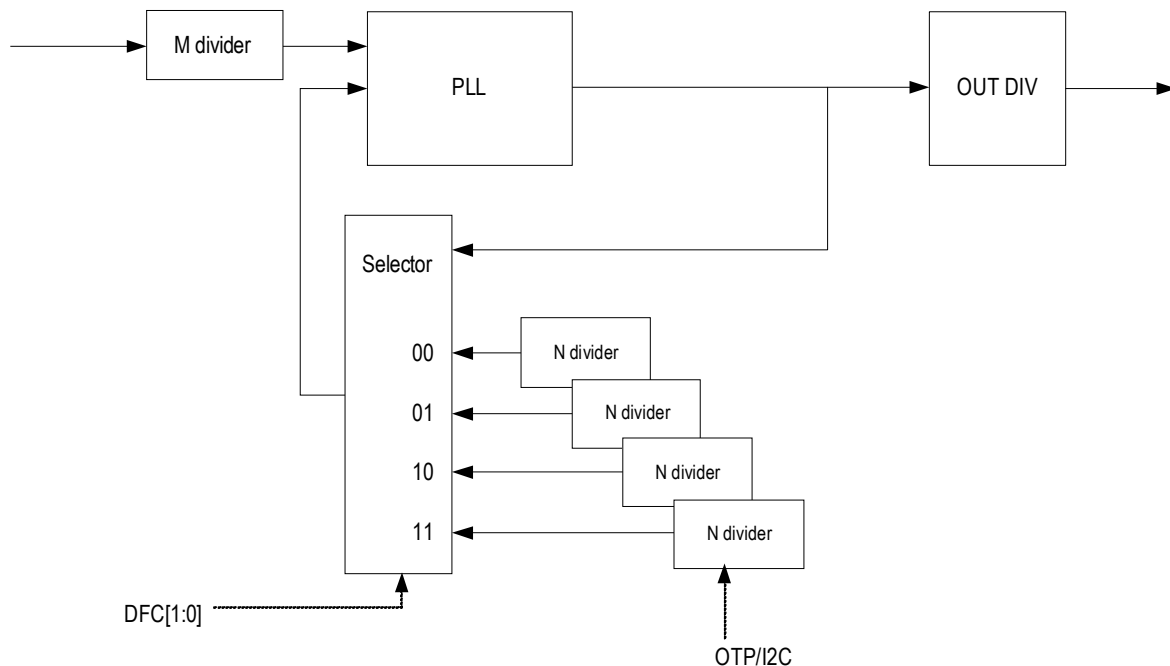 M divider
PLL
OUT DIV
Selector
00
N divider
01
N divider
10
N divider
11
N divider
DFC[1:0]
OTP/I2C